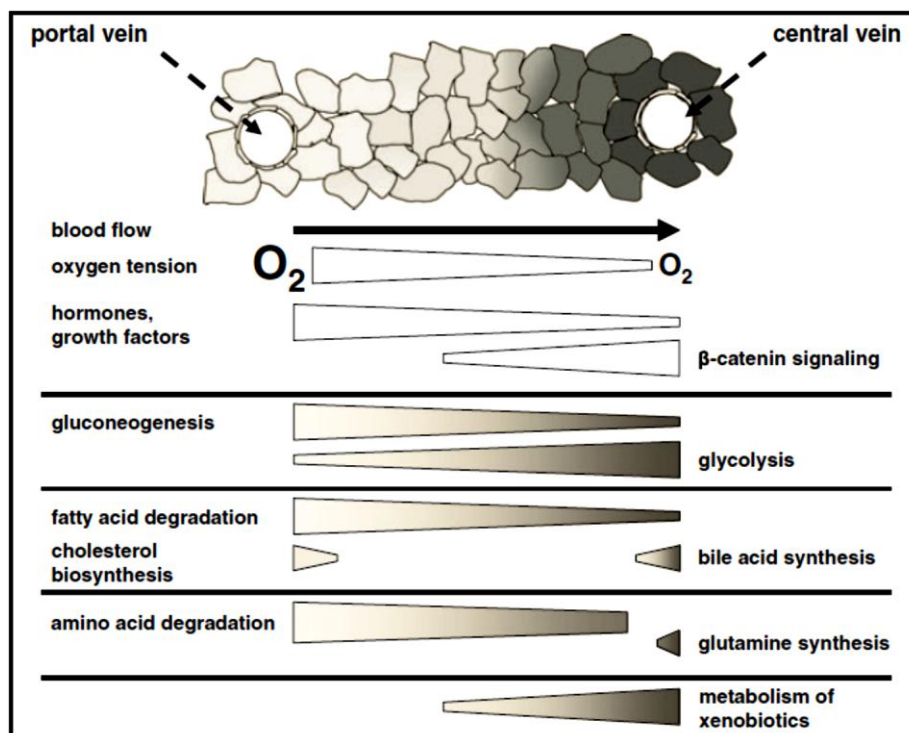 portal vein
central vein
blood flow
oxygen tension
O2
O2
hormones,
growth factors
β-catenin signaling
gluconeogenesis
glycolysis
fatty acid degradation
cholesterol
biosynthesis
bile acid synthesis
amino acid degradation
glutamine synthesis
metabolism of
xenobiotics